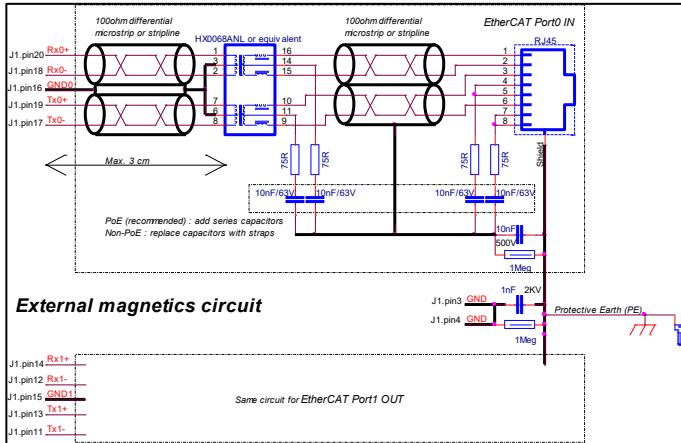 100ohm differential
microstrip or stripline
HX0068ANL or equivalent
100ohm differential
microstrip or stripline
EtherCAT Port0 IN
RJ45
J1.pin20 Rx0+
J1.pin18 Rx0-
J1.pin16 GND0
J1.pin19 Tx0+
J1.pin17 Tx0-
1
3
2
7
6
8
16
14
15
10
11
9
1
2
3
4
5
6
7
8
Shield
Max. 3 cm
75R
75R
75R
75R
10nF/63V
10nF/63V
10nF/63V
10nF/63V
PoE (recommended) : add series capacitors
Non-PoE : replace capacitors with straps
10nF
500V
1Meg
External magnetics circuit
J1.pin3 GND
J1.pin4 GND
1nF 2KV
1Meg
Protective Earth (PE)
J1.pin14 Rx1+
J1.pin12 Rx1-
J1.pin15 GND1
J1.pin13 Tx1+
J1.pin11 Tx1-
Same circuit for EtherCAT Port1 OUT